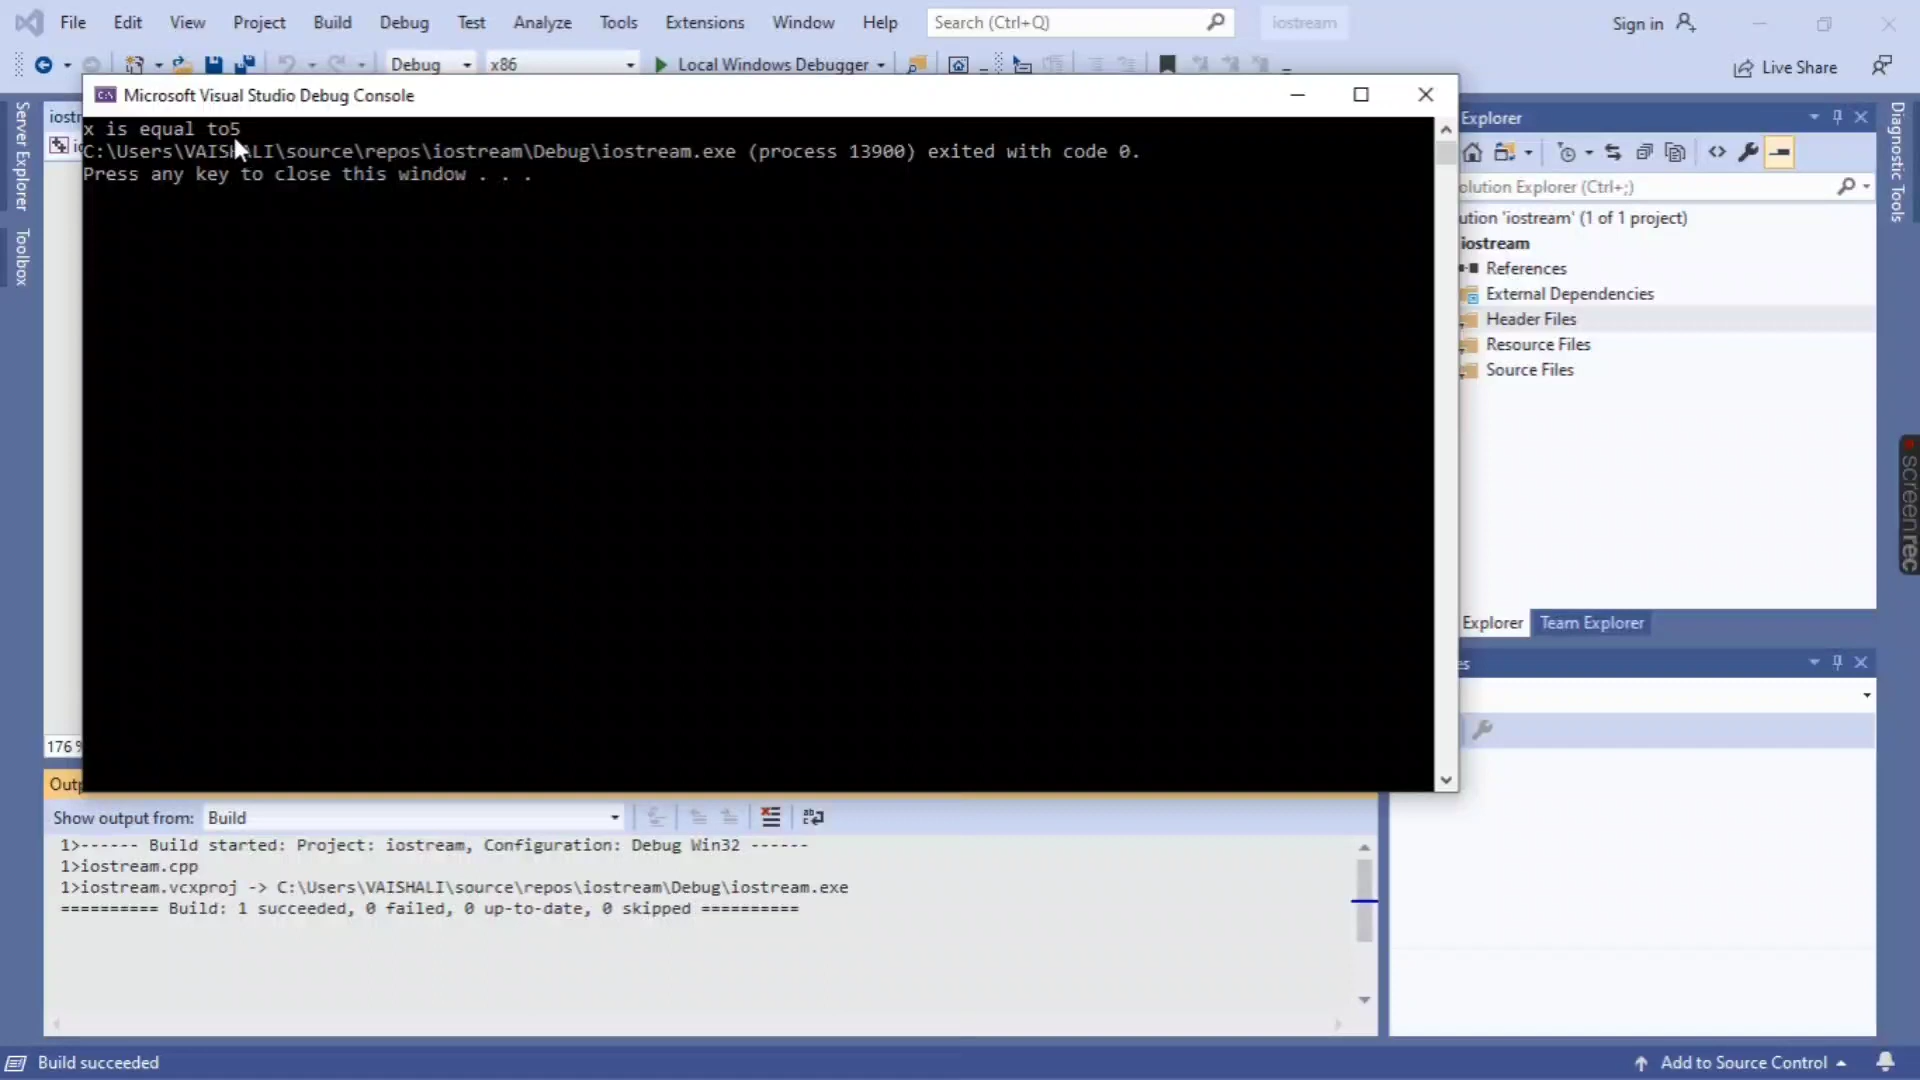 File Edit View Project Build Debug Test Analyze Tools Extensions Window Help Search (Ctrl+Q) iostream Sign in
Debug x86 Local Windows Debugger Live Share
Microsoft Visual Studio Debug Console
x is equal to5
C:\Users\VAISHALI\source\repos\iostream\Debug\iostream.exe (process 13900) exited with code 0.
Press any key to close this window . . .
Server Explorer
Toolbox
iostr
176 %
Outp
Explorer
olution Explorer (Ctrl+;)
ution 'iostream' (1 of 1 project)
iostream
References
External Dependencies
Header Files
Resource Files
Source Files
Explorer Team Explorer
es
Diagnostic Tools
screenrec
Show output from: Build
1>------ Build started: Project: iostream, Configuration: Debug Win32 ------
1>iostream.cpp
1>iostream.vcxproj -> C:\Users\VAISHALI\source\repos\iostream\Debug\iostream.exe
========== Build: 1 succeeded, 0 failed, 0 up-to-date, 0 skipped ==========
Build succeeded Add to Source Control